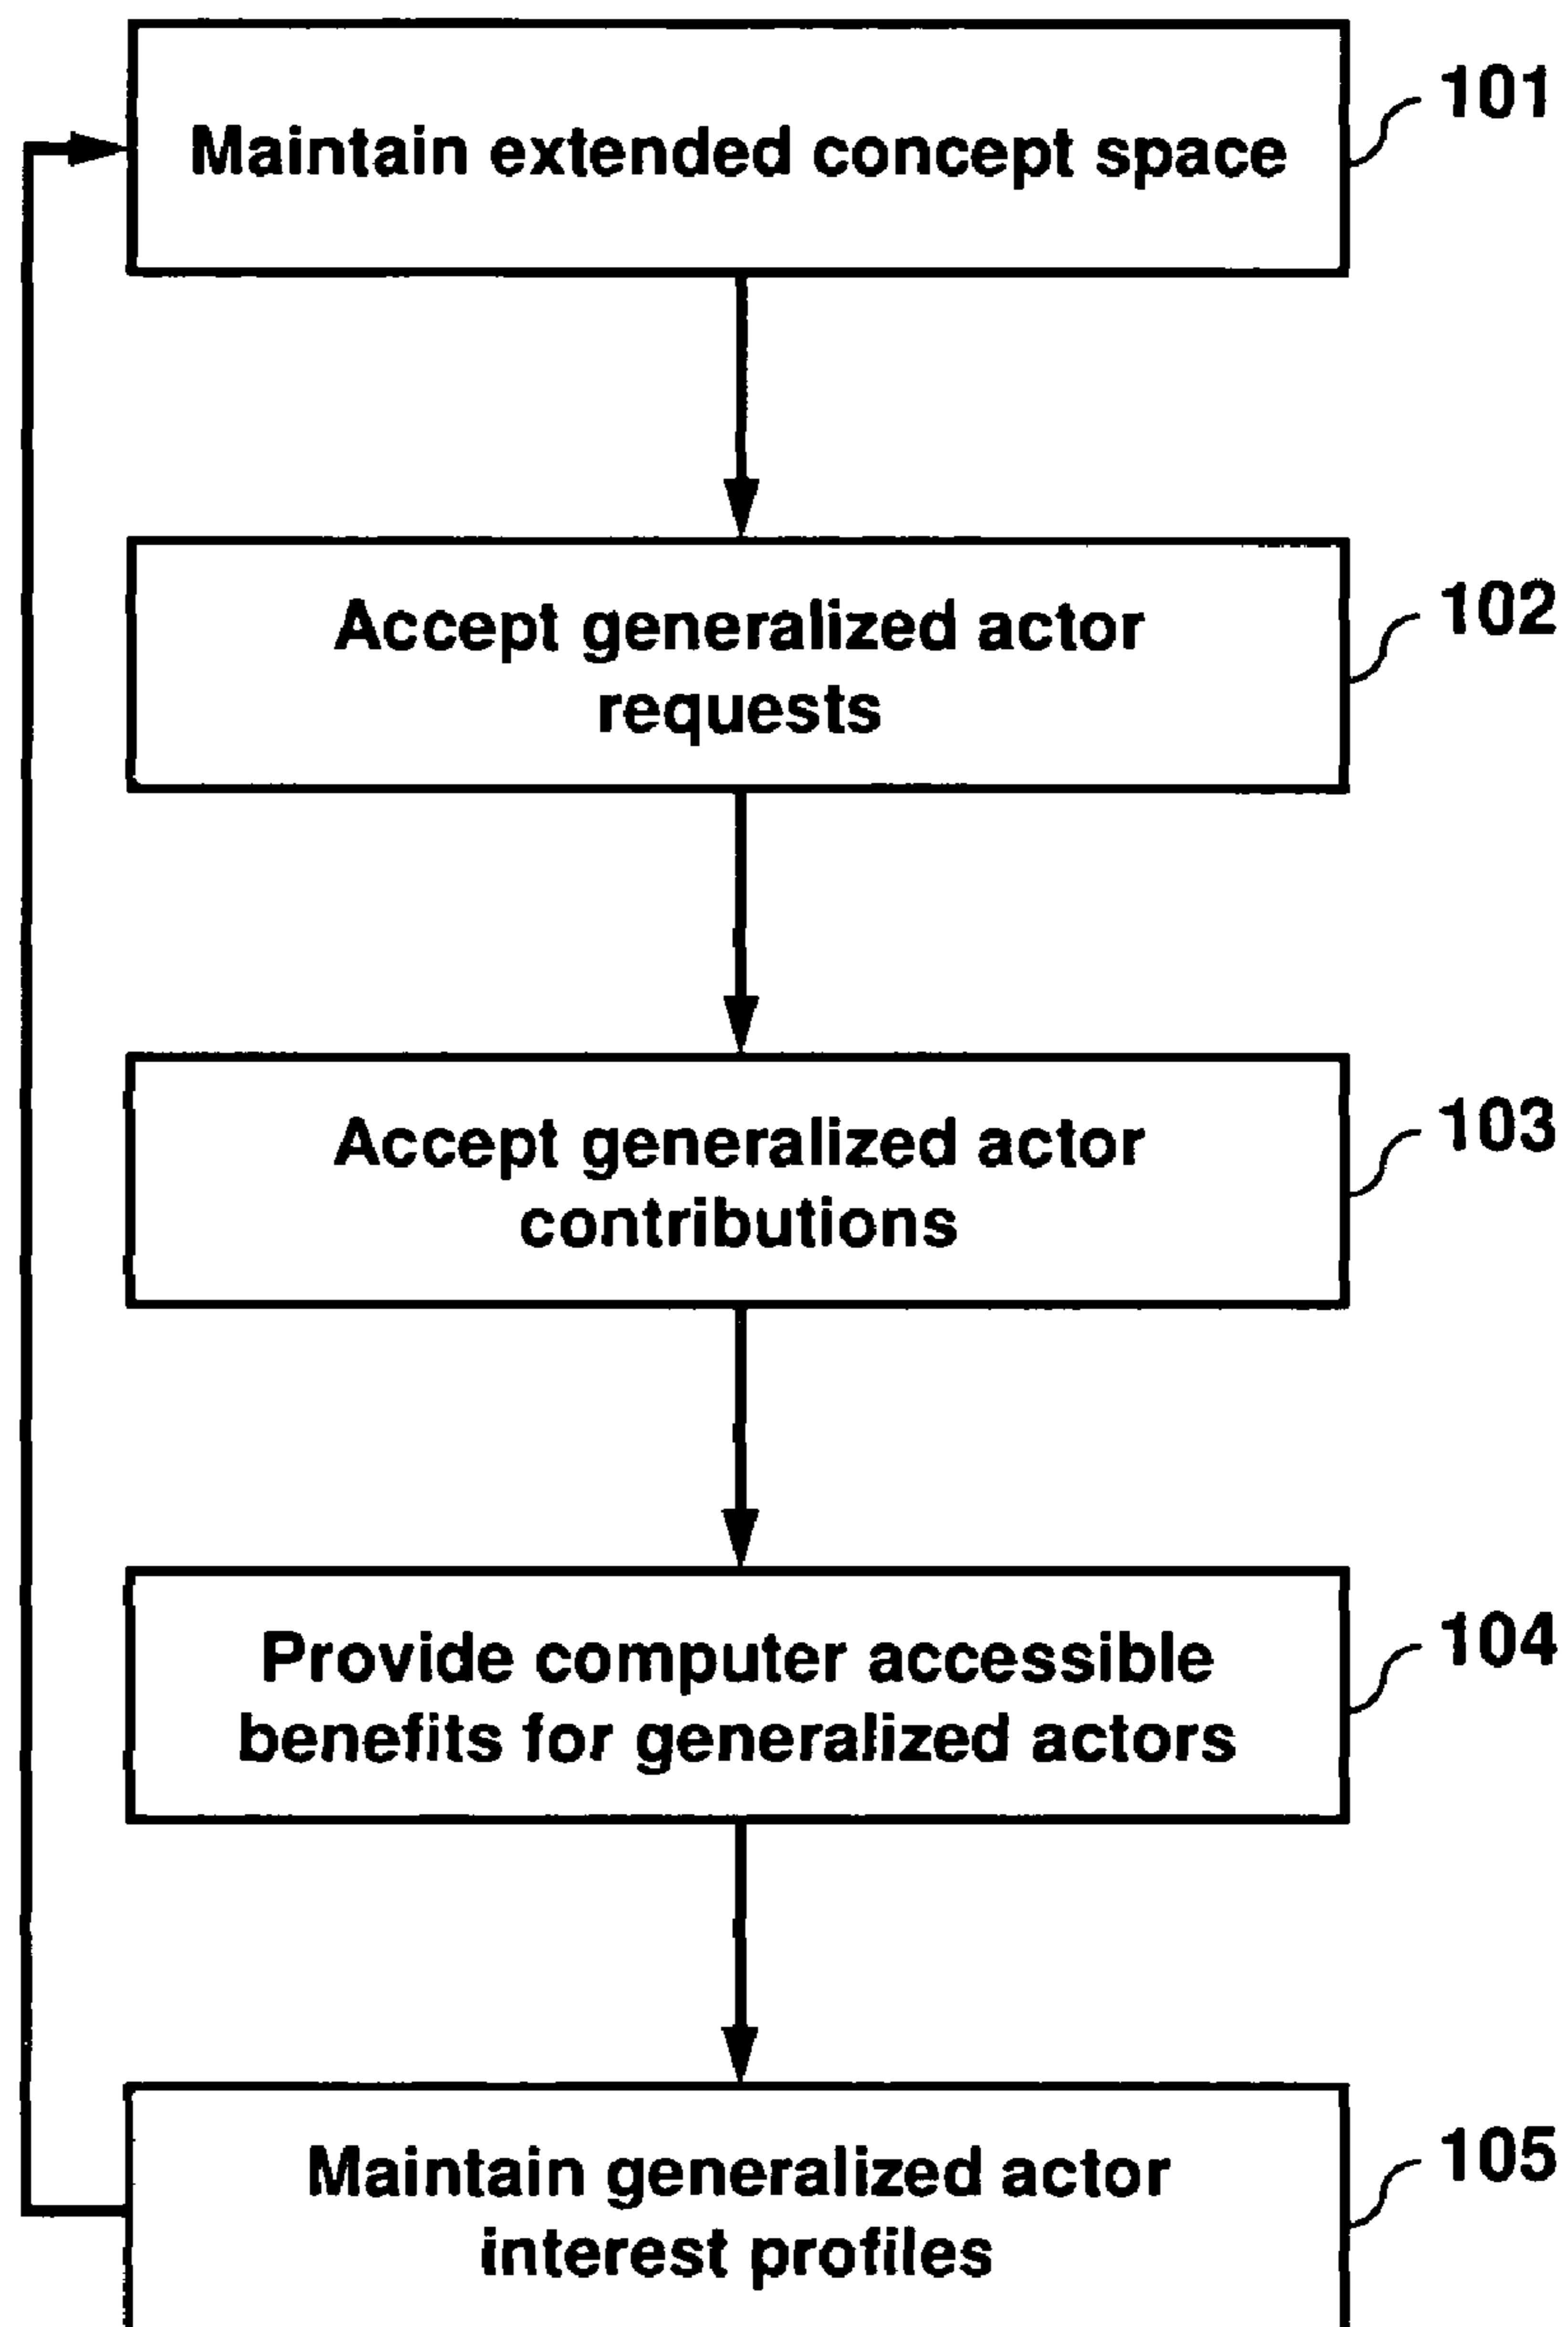 Maintain extended concept space
101
Accept generalized actor
requests
102
Accept generalized actor
contributions
103
Provide computer accessible
benefits for generalized actors
104
Maintain generalized actor
interest profiles
105